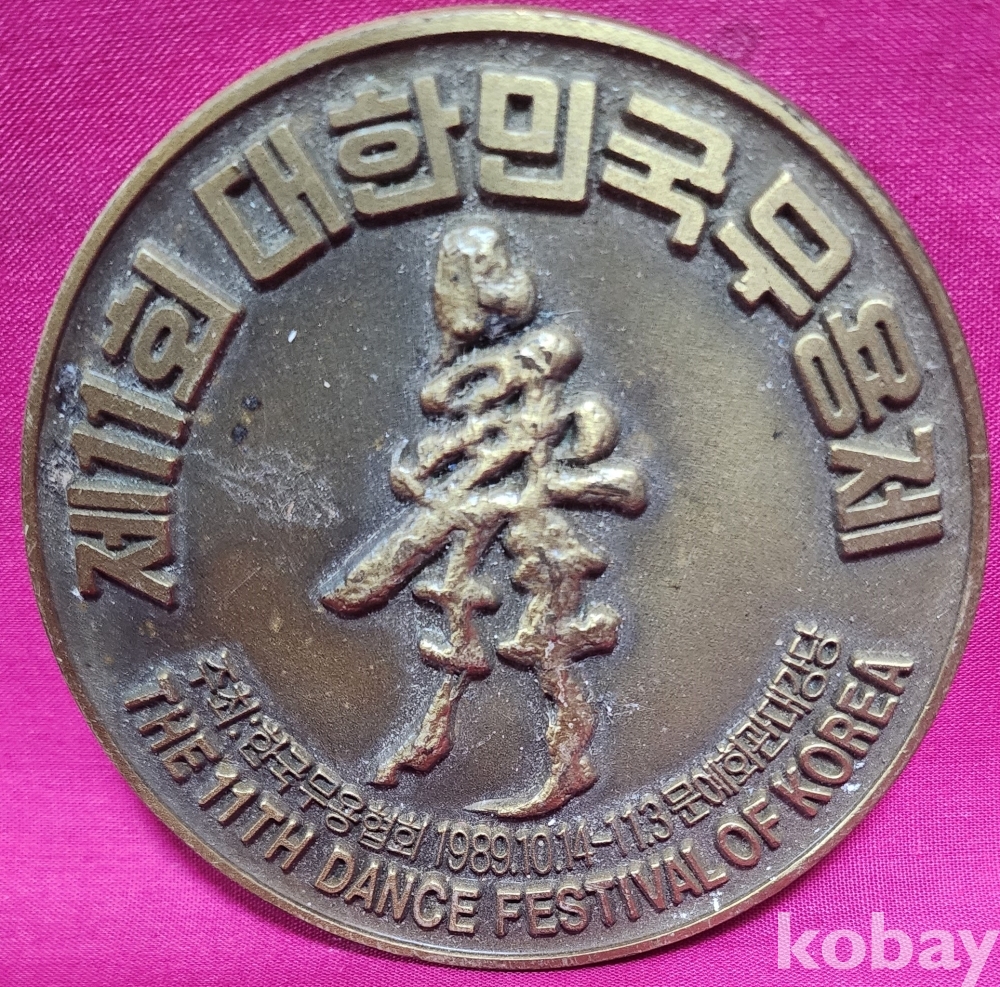 제11회 대한민국무용제
舞
주최·한국무용협회 1989.10.14-11.3 문예회관대강당
THE 11TH DANCE FESTIVAL OF KOREA
kobay